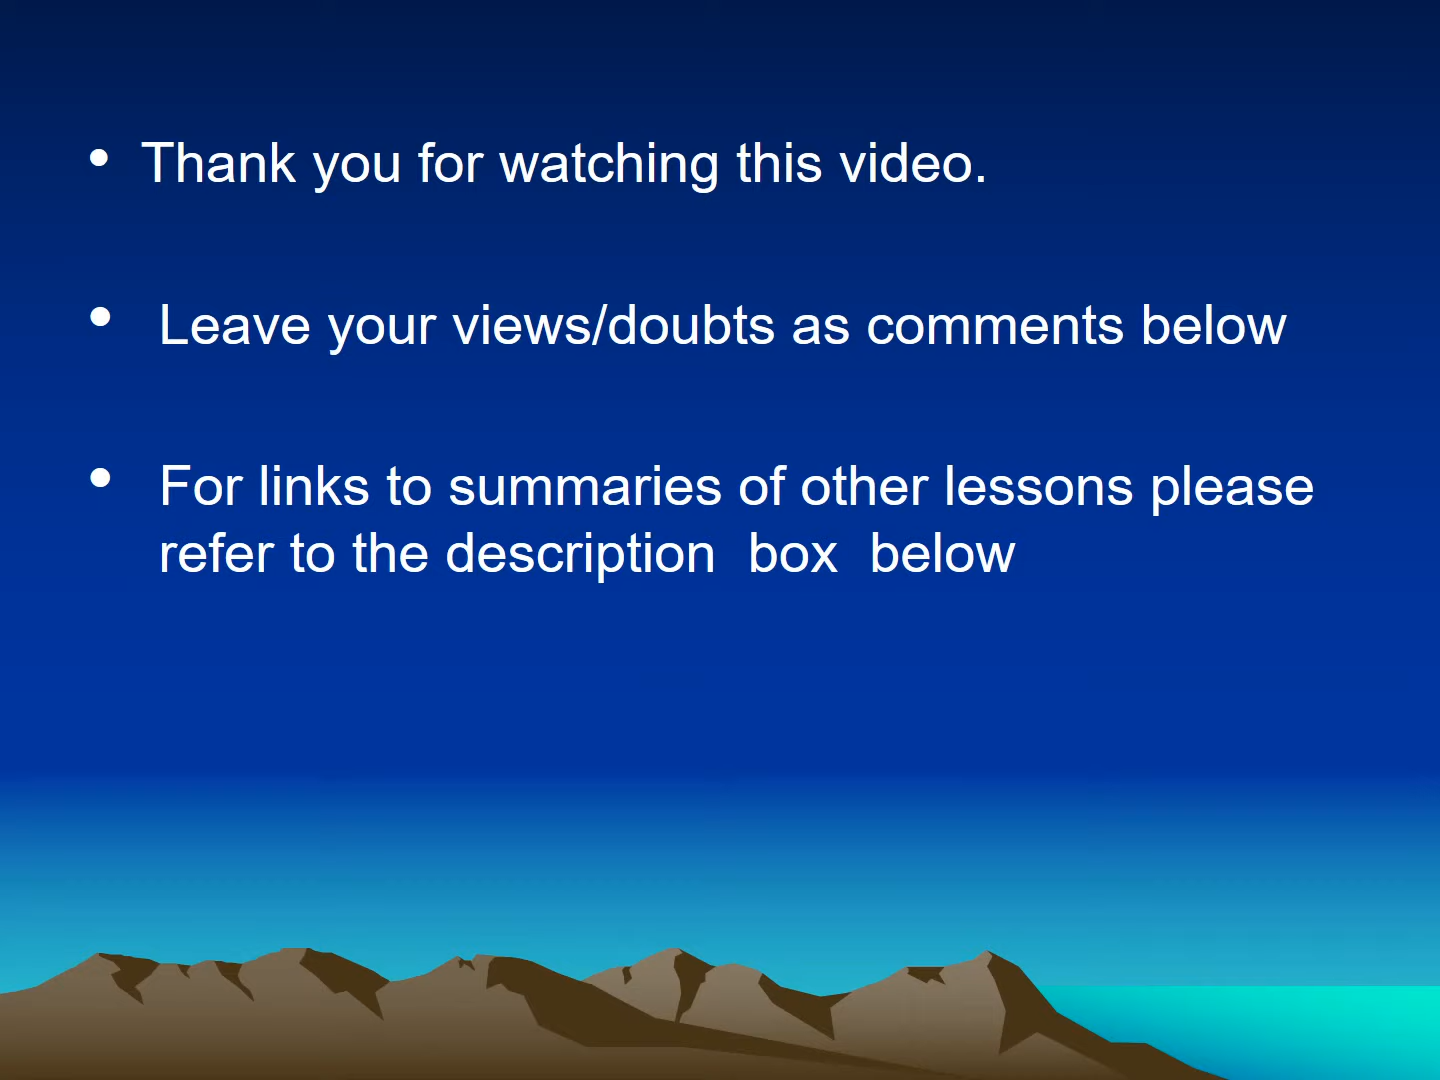 • Thank you for watching this video.
• Leave your views/doubts as comments below
• For links to summaries of other lessons please
refer to the description  box  below